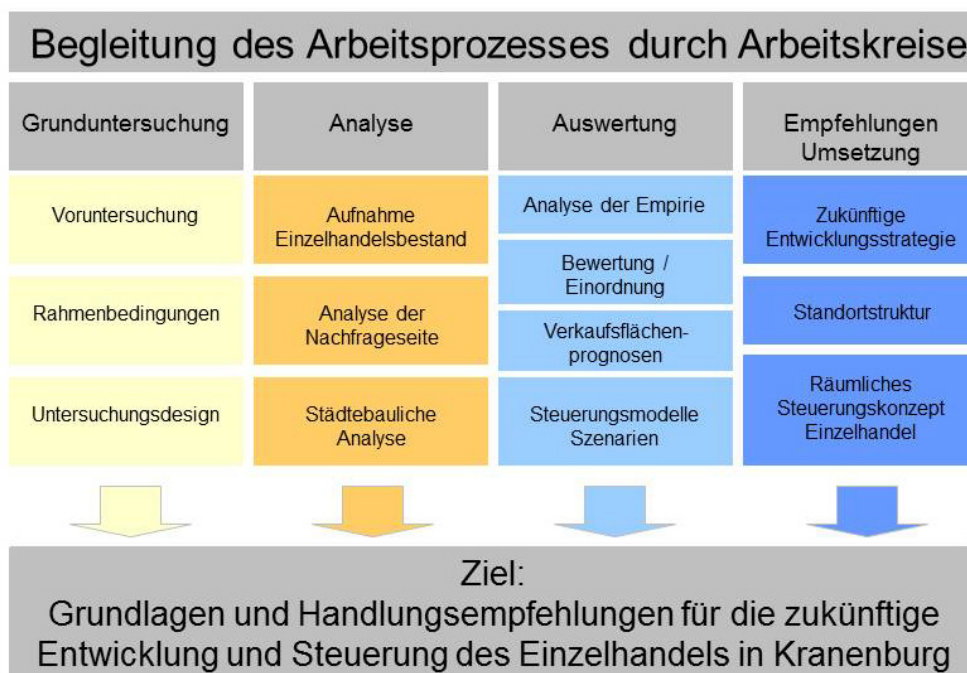 Begleitung des Arbeitsprozesses durch Arbeitskreise
Grunduntersuchung
Voruntersuchung
Rahmenbedingungen
Untersuchungsdesign
Analyse
Aufnahme
Einzelhandelsbestand
Analyse der
Nachfrageseite
Städtebauliche
Analyse
Auswertung
Analyse der Empirie
Bewertung /
Einordnung
Verkaufsflächen-
prognosen
Steuerungsmodelle
Szenarien
Empfehlungen
Umsetzung
Zukünftige
Entwicklungsstrategie
Standortstruktur
Räumliches
Steuerungskonzept
Einzelhandel
Ziel:
Grundlagen und Handlungsempfehlungen für die zukünftige
Entwicklung und Steuerung des Einzelhandels in Kranenburg